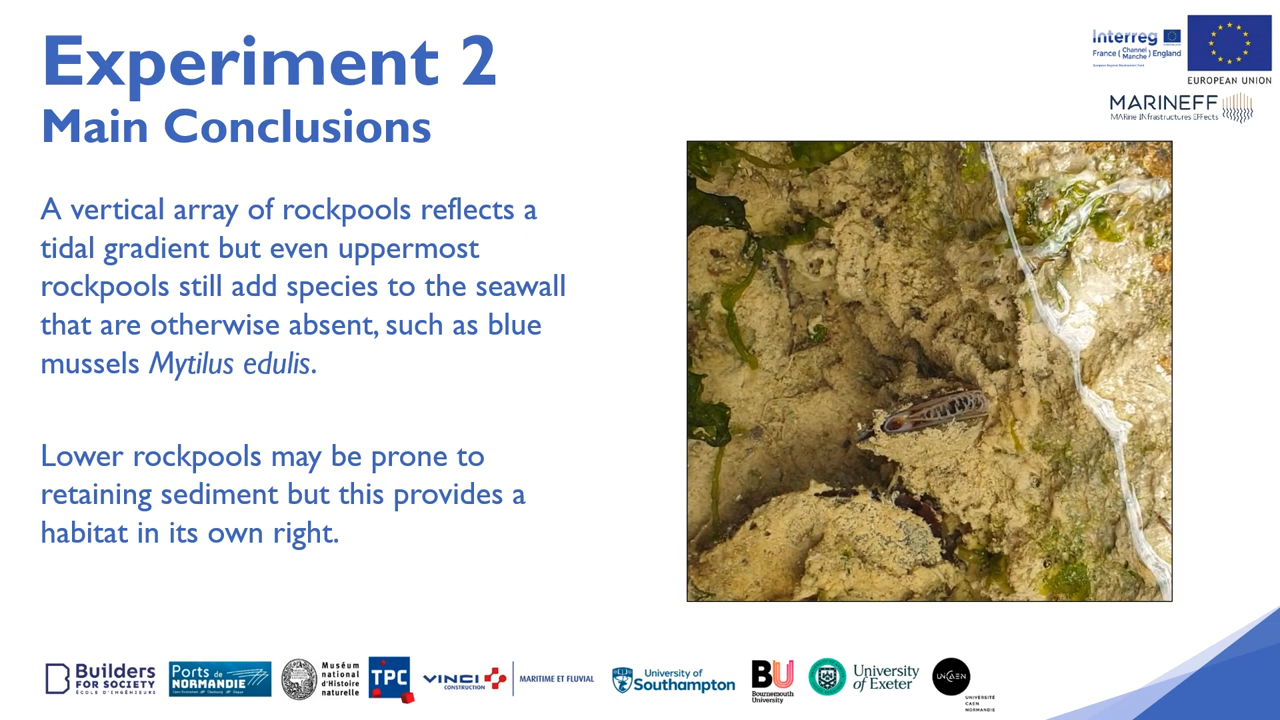 Experiment 2
Main Conclusions
A vertical array of rockpools reflects a
tidal gradient but even uppermost
rockpools still add species to the seawall
that are otherwise absent, such as blue
mussels Mytilus edulis.
Lower rockpools may be prone to
retaining sediment but this provides a
habitat in its own right.
Interreg
France ( Channel Manche ) England
European Regional Development Fund
EUROPEAN UNION
MARINEFF
MARine INfrastructures EFfects
Builders
FOR SOCIETY
ÉCOLE D'INGÉNIEURS
Ports de
NORMANDIE
Muséum
national
d'Histoire
naturelle
TPC
VINCI
CONSTRUCTION
MARITIME ET FLUVIAL
University of
Southampton
BU
Bournemouth
University
University
of Exeter
UNICAEN
UNIVERSITÉ
CAEN
NORMANDIE